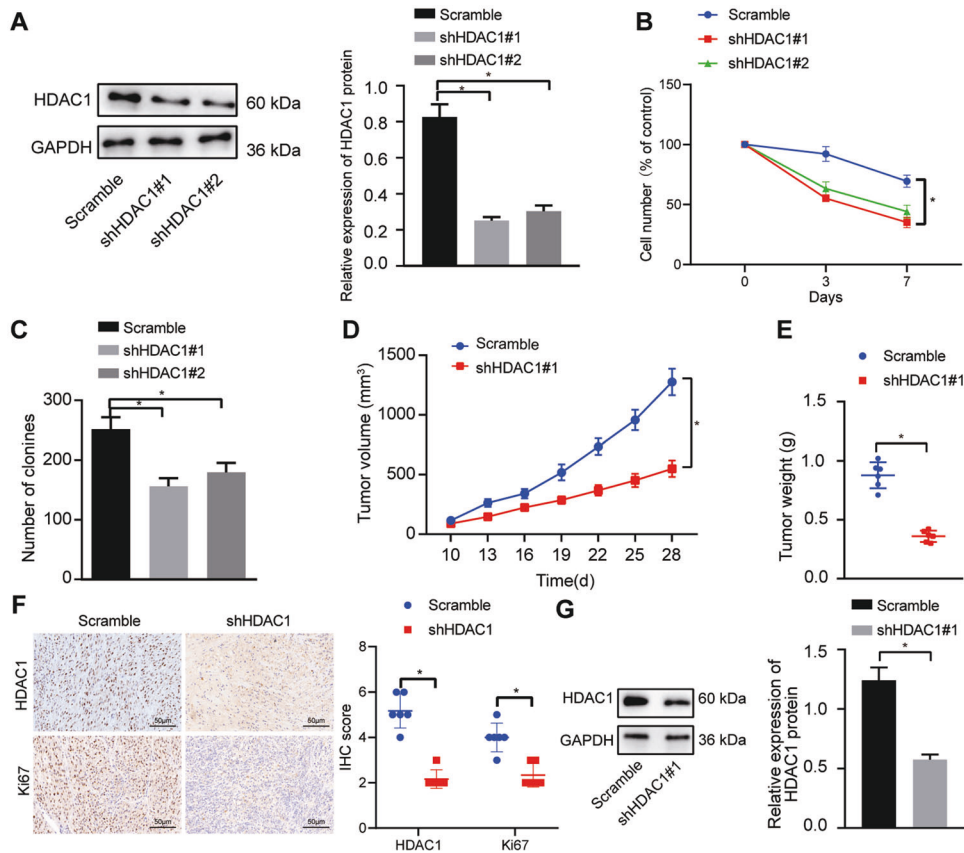 A
HDAC1
60 kDa
GAPDH
36 kDa
Scramble
shHDAC1#1
shHDAC1#2
Scramble
shHDAC1#1
shHDAC1#2
Relative expression of HDAC1 protein
1.0
0.8
0.6
0.4
0.2
0.0
*
*
B
Scramble
shHDAC1#1
shHDAC1#2
Cell number (% of control)
150
100
50
0
*
0
3
7
Days
C
Scramble
shHDAC1#1
shHDAC1#2
Number of clonines
300
200
100
0
*
*
D
Scramble
shHDAC1#1
Tumor volume (mm³)
1500
1000
500
0
*
10
13
16
19
22
25
28
Time(d)
E
Scramble
shHDAC1#1
Tumor weight (g)
1.5
1.0
0.5
0.0
*
F
Scramble
shHDAC1
HDAC1
50μm
50μm
Ki67
50μm
50μm
Scramble
shHDAC1
IHC score
8
6
4
2
0
*
*
HDAC1
Ki67
G
HDAC1
60 kDa
GAPDH
36 kDa
Scramble
shHDAC1#1
Scramble
shHDAC1#1
Relative expression of
HDAC1 protein
1.5
1.0
0.5
0.0
*